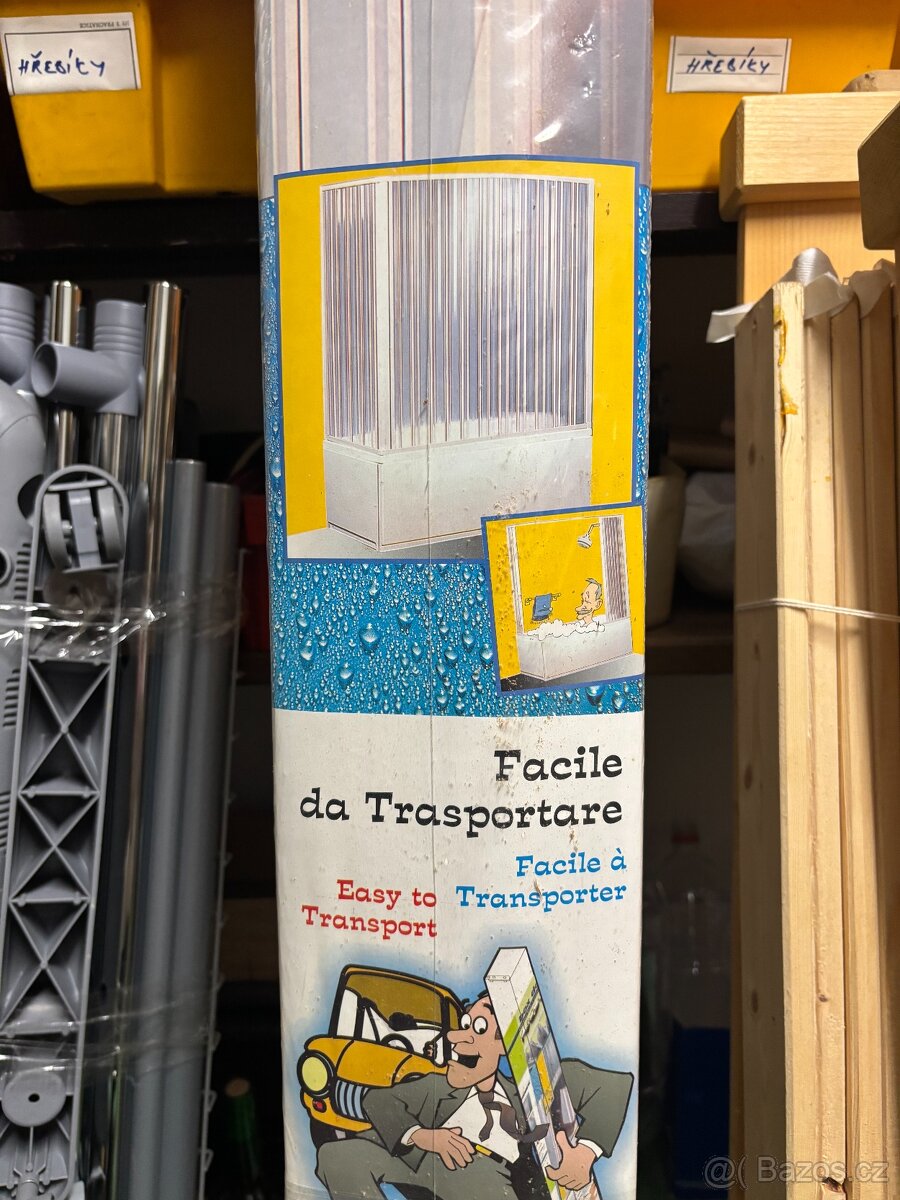 HŘEBÍKY
HŘEBÍKY
Facile
da Trasportare
Facile à
Transporter
Easy to
Transport
@( Bazos.cz